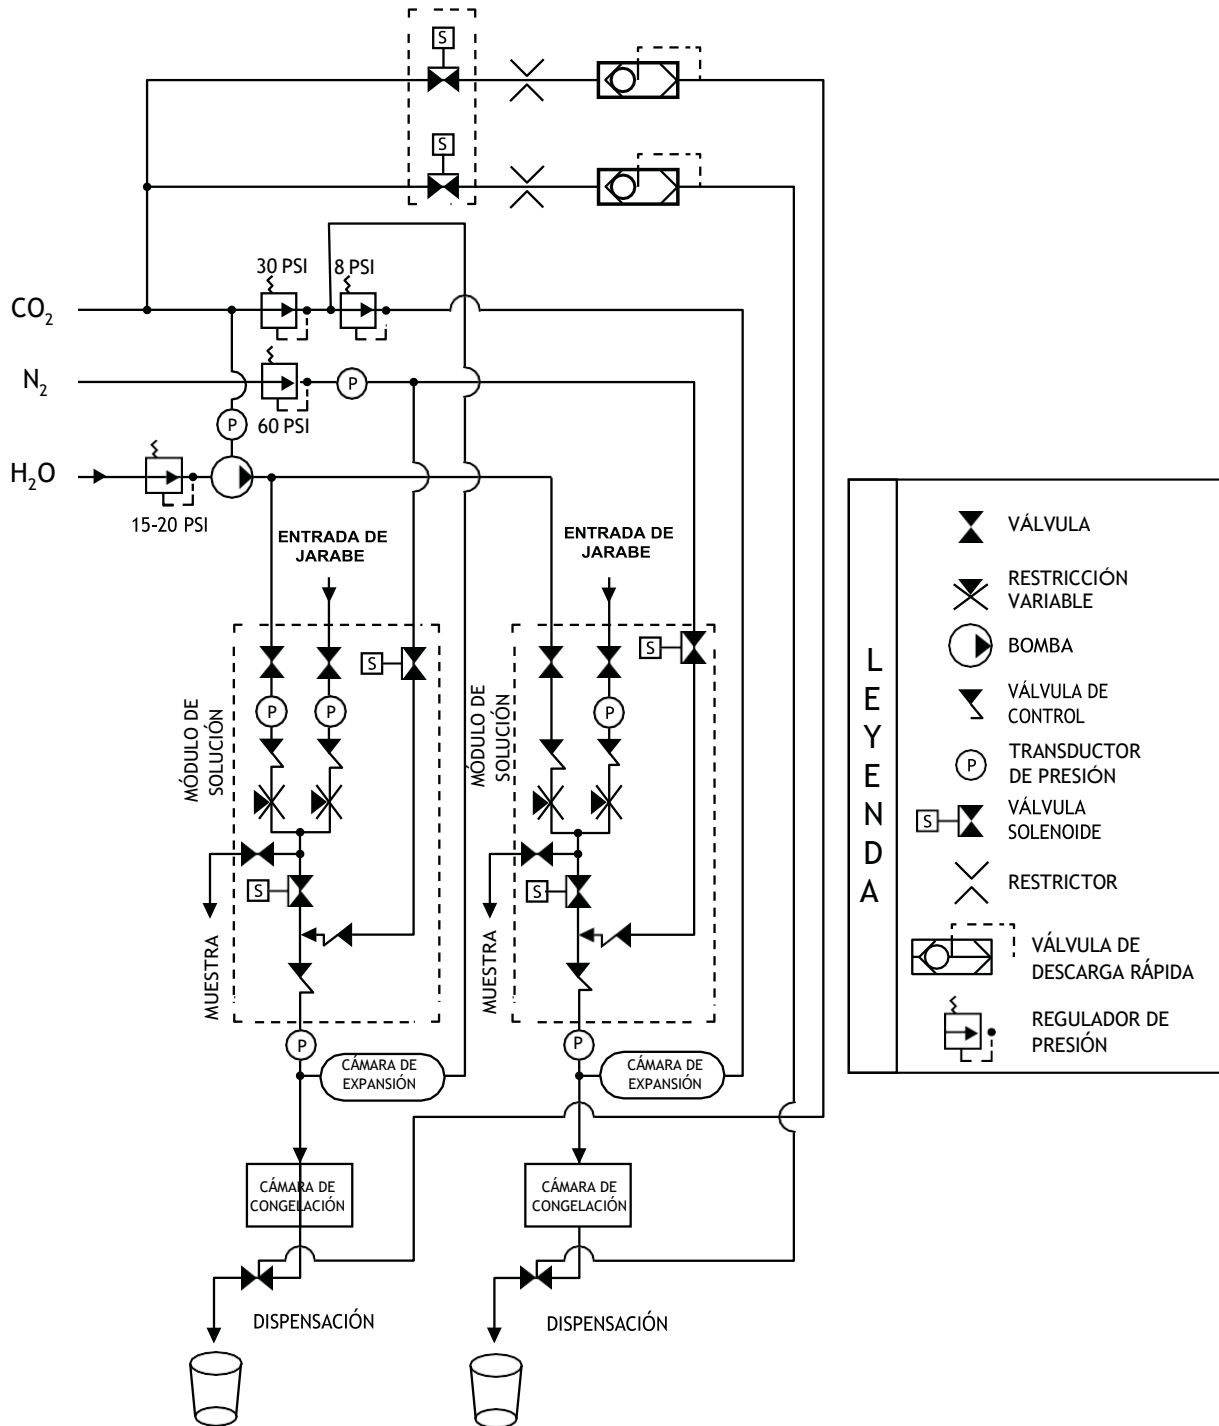 S
S
30 PSI
8 PSI
CO2
N2
P
60 PSI
P
H2O
15-20 PSI
ENTRADA DE
JARABE
ENTRADA DE
JARABE
S
S
P
P
P
MÓDULO DE
SOLUCIÓN
MÓDULO DE
SOLUCIÓN
S
S
MUESTRA
MUESTRA
P
P
CÁMARA DE
EXPANSIÓN
CÁMARA DE
EXPANSIÓN
CÁMARA DE
CONGELACIÓN
CÁMARA DE
CONGELACIÓN
DISPENSACIÓN
DISPENSACIÓN
LEYENDA
VÁLVULA
RESTRICCIÓN
VARIABLE
BOMBA
VÁLVULA DE
CONTROL
P
TRANSDUCTOR
DE PRESIÓN
S
VÁLVULA
SOLENOIDE
RESTRICTOR
VÁLVULA DE
DESCARGA RÁPIDA
REGULADOR DE
PRESIÓN